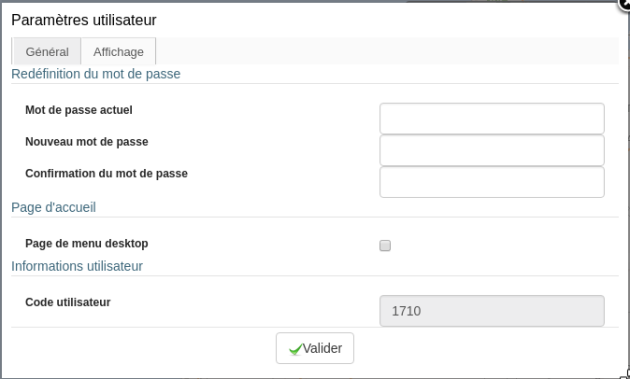 Paramètres utilisateur
Général Affichage
Redéfinition du mot de passe
Mot de passe actuel
Nouveau mot de passe
Confirmation du mot de passe
Page d'accueil
Page de menu desktop
Informations utilisateur
Code utilisateur 1710
Valider